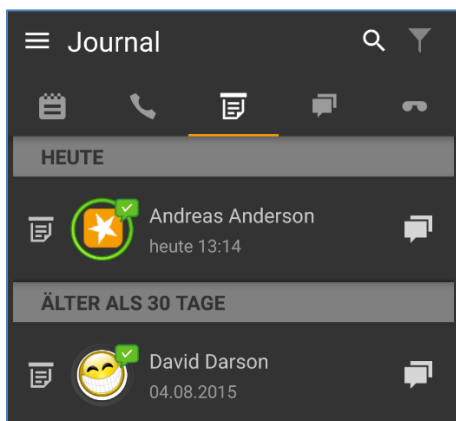 Journal
HEUTE
Andreas Anderson
heute 13:14
ÄLTER ALS 30 TAGE
David Darson
04.08.2015